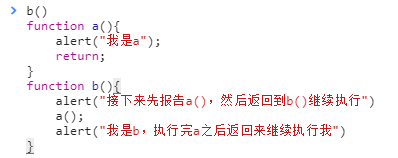 > b()
function a(){
    alert("我是a");
    return;
}
function b(){
    alert("接下来先报告a()，然后返回到b()继续执行")
    a();
    alert("我是b，执行完a之后返回来继续执行我")
}